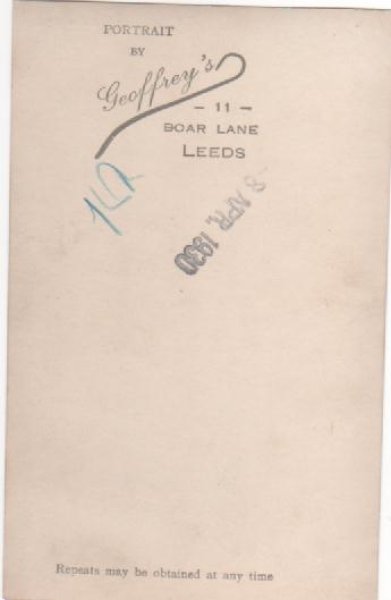 PORTRAIT
BY
Geoffrey's
- 11 -
BOAR LANE
LEEDS
-8 APR. 1930
Repeats may be obtained at any time